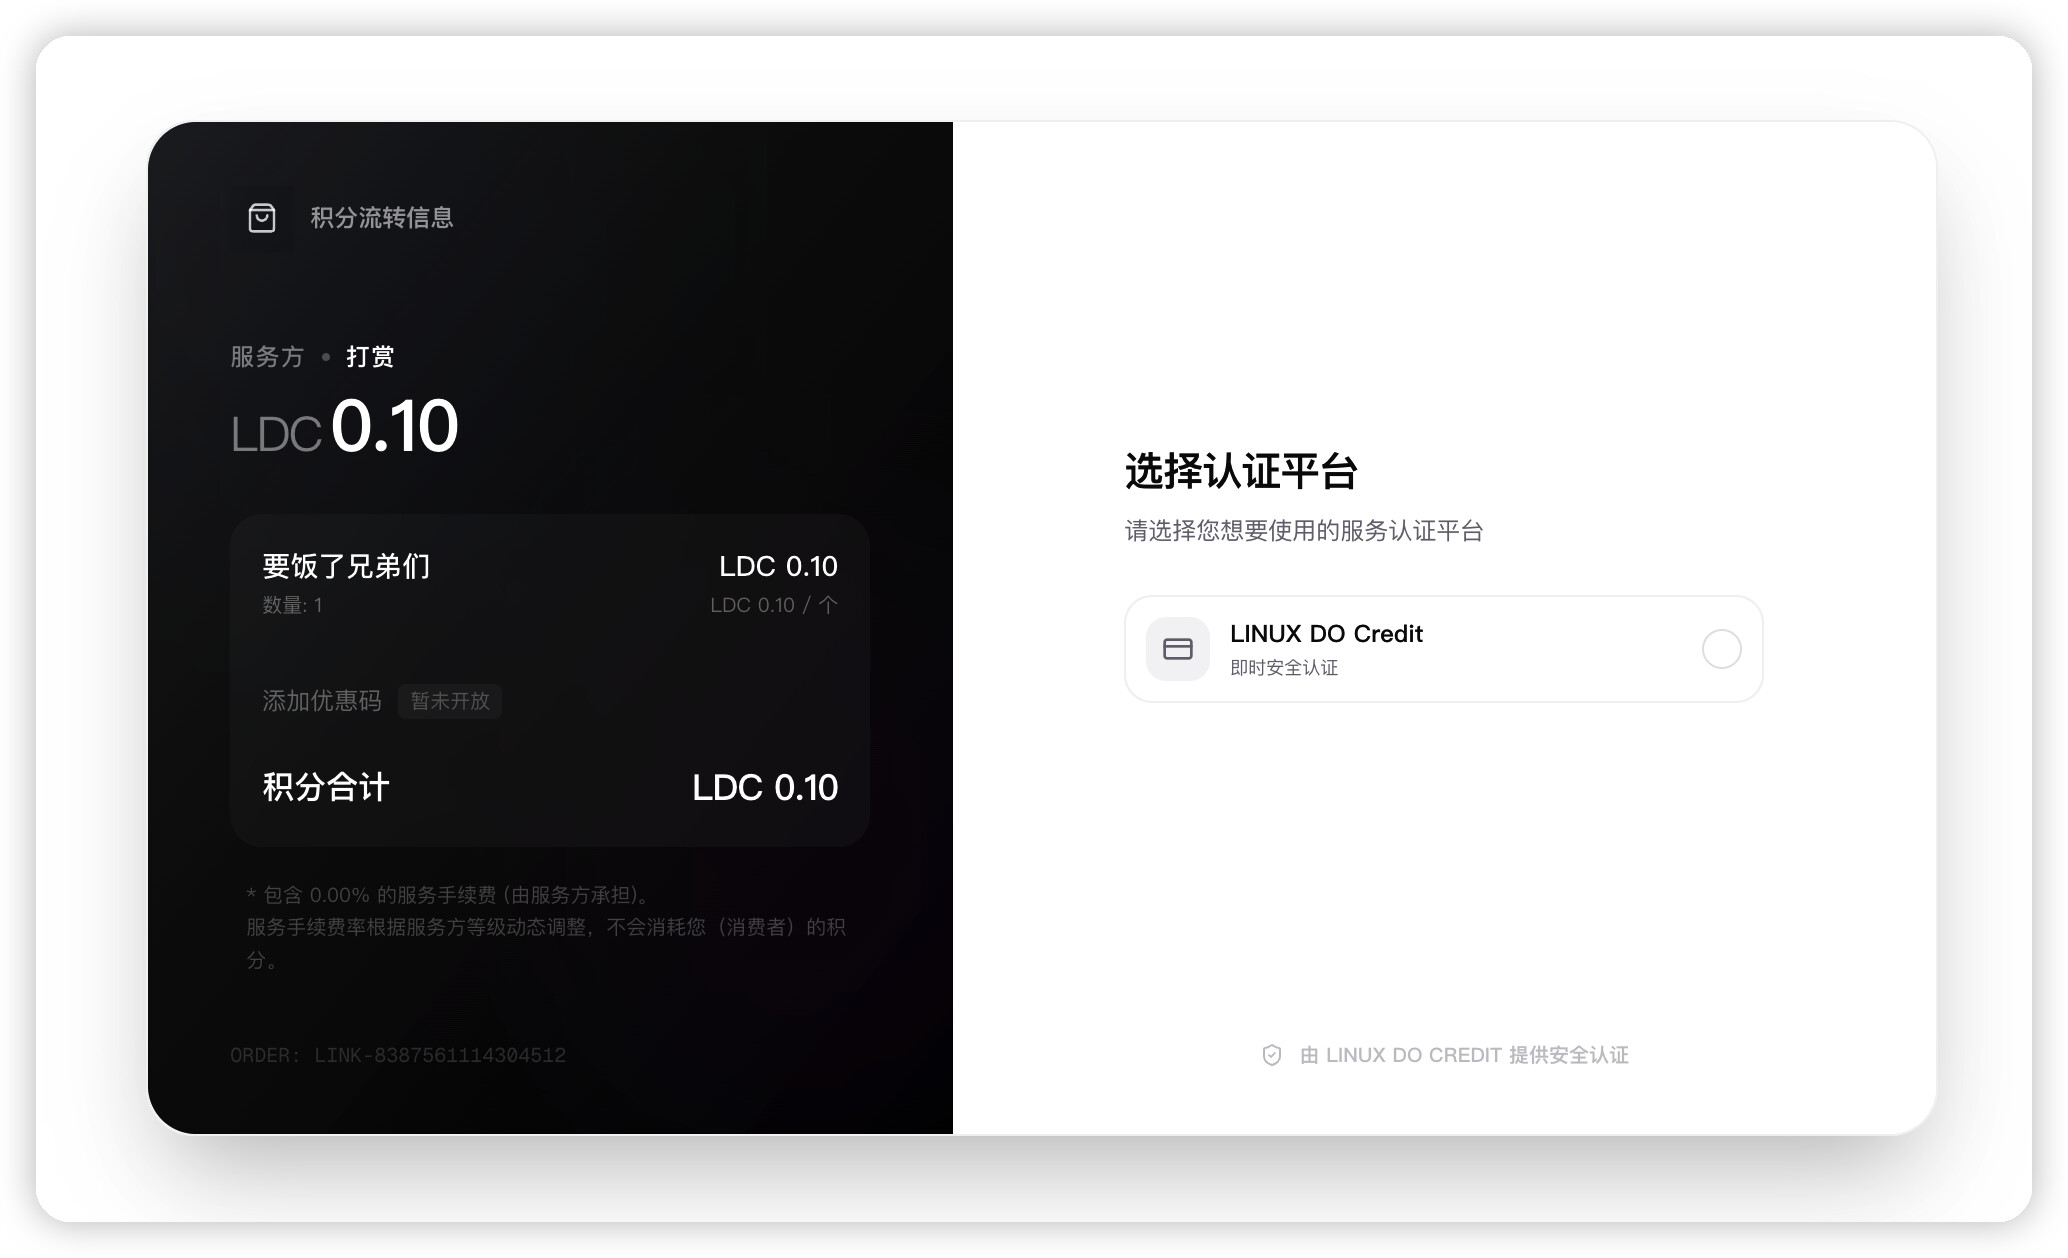 积分流转信息
服务方 • 打赏
LDC 0.10
要饭了兄弟们 LDC 0.10
数量: 1 LDC 0.10 / 个
添加优惠码 暂未开放
积分合计 LDC 0.10
* 包含 0.00% 的服务手续费 (由服务方承担)。
服务手续费率根据服务方等级动态调整，不会消耗您（消费者）的积
分。
ORDER: LINK-8387561114304512
选择认证平台
请选择您想要使用的服务认证平台
LINUX DO Credit
即时安全认证
由 LINUX DO CREDIT 提供安全认证